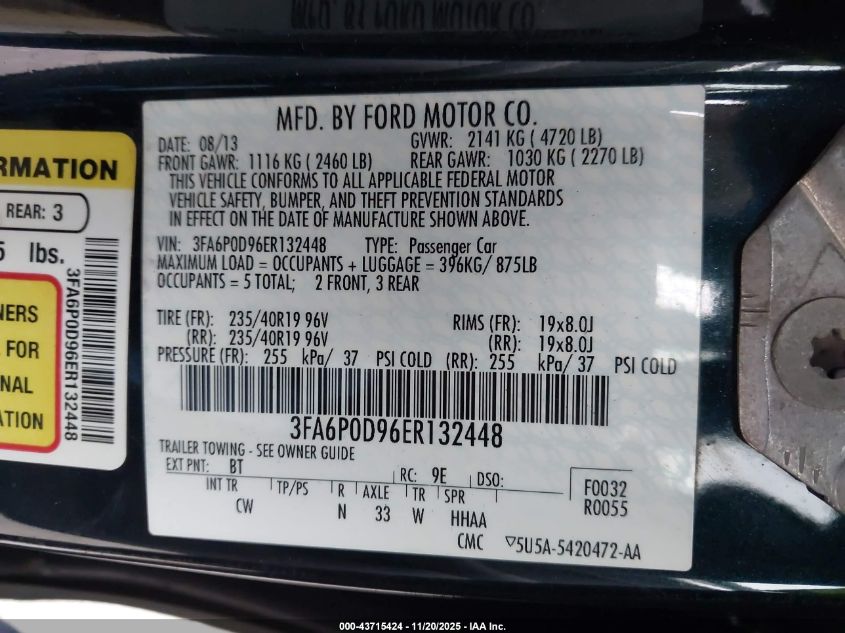 MFD. BY FORD MOTOR CO.
MFD. BY FORD MOTOR CO.
DATE: 08/13 GVWR: 2141 KG ( 4720 LB)
FRONT GAWR: 1116 KG ( 2460 LB) REAR GAWR: 1030 KG ( 2270 LB)
THIS VEHICLE CONFORMS TO ALL APPLICABLE FEDERAL MOTOR
VEHICLE SAFETY, BUMPER, AND THEFT PREVENTION STANDARDS
IN EFFECT ON THE DATE OF MANUFACTURE SHOWN ABOVE.
VIN: 3FA6P0D96ER132448 TYPE: Passenger Car
MAXIMUM LOAD = OCCUPANTS + LUGGAGE = 396KG/ 875LB
OCCUPANTS = 5 TOTAL; 2 FRONT, 3 REAR
TIRE (FR): 235/40R19 96V RIMS (FR): 19x8.0J
(RR): 235/40R19 96V (RR): 19x8.0J
PRESSURE (FR): 255 kPa/ 37 PSI COLD (RR): 255 kPa/ 37 PSI COLD
3FA6P0D96ER132448
TRAILER TOWING - SEE OWNER GUIDE
EXT PNT: BT RC: 9E DSO: F0032
INT TR TP/PS R AXLE TR SPR R0055
CW N 33 W HHAA
CMC 5U5A-5420472-AA
RMATION
REAR: 3
5 lbs.
3FA6P0D96ER132448
NERS
FOR
NAL
ATION
000-43715424 - 11/20/2025 - IAA Inc.